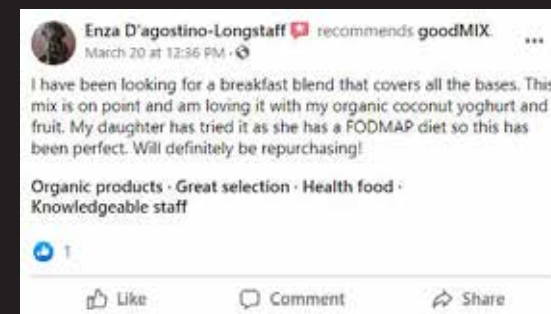 Enza D'agostino-Longstaff recommends goodMIX.
March 20 at 12:36 PM ·
I have been looking for a breakfast blend that covers all the bases. This
mix is on point and am loving it with my organic coconut yoghurt and
fruit. My daughter has tried it as she has a FODMAP diet so this has
been perfect. Will definitely be repurchasing!
Organic products · Great selection · Health food ·
Knowledgeable staff
1
Like Comment Share